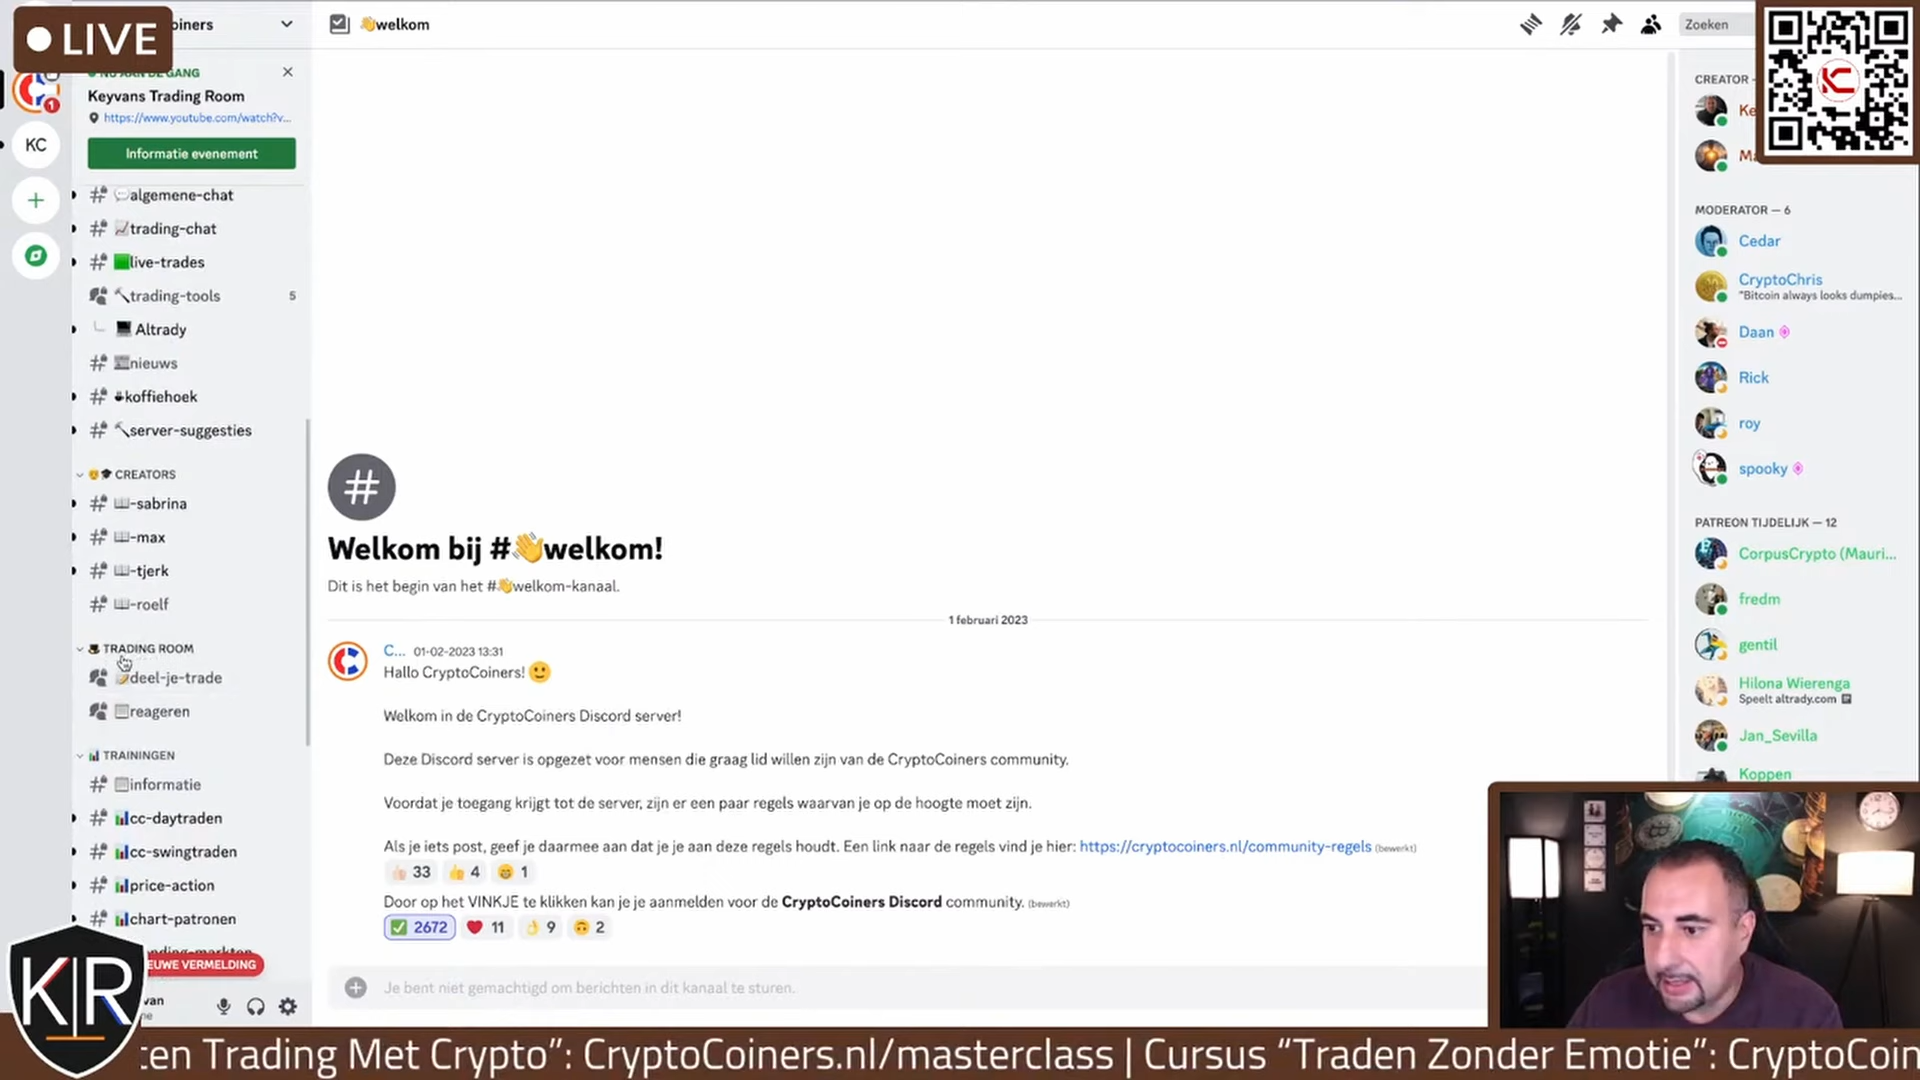 LIVE
oiners
NU AAN DE GANG
Keyvans Trading Room
https://www.youtube.com/watch?v...
Informatie evenement
1
KC
algemene-chat
trading-chat
live-trades
trading-tools
5
Altrady
nieuws
koffiehoek
server-suggesties
CREATORS
-sabrina
-max
-tjerk
-roelf
TRADING ROOM
deel-je-trade
reageren
TRAININGEN
informatie
cc-daytraden
cc-swingtraden
price-action
chart-patronen
EUWE VERMELDING
van
ne
KR
👋welkom
Zoeken
Welkom bij #👋welkom!
Dit is het begin van het #👋welkom-kanaal.
1 februari 2023
C... 01-02-2023 13:31
Hallo CryptoCoiners! 🙂
Welkom in de CryptoCoiners Discord server!
Deze Discord server is opgezet voor mensen die graag lid willen zijn van de CryptoCoiners community.
Voordat je toegang krijgt tot de server, zijn er een paar regels waarvan je op de hoogte moet zijn.
Als je iets post, geef je daarmee aan dat je je aan deze regels houdt. Een link naar de regels vind je hier: https://cryptocoiners.nl/community-regels (bewerkt)
33 4 1
Door op het VINKJE te klikken kan je je aanmelden voor de CryptoCoiners Discord community. (bewerkt)
2672 11 9 2
Je bent niet gemachtigd om berichten in dit kanaal te sturen.
CREATOR -
Ke
Ma
MODERATOR — 6
Cedar
CryptoChris
"Bitcoin always looks dumpies...
Daan
Rick
roy
spooky
PATREON TIJDELIJK — 12
CorpusCrypto (Mauri...
fredm
gentil
Hilona Wierenga
Speelt altrady.com
Jan_Sevilla
Koppen
ten Trading Met Crypto”: CryptoCoiners.nl/masterclass | Cursus “Traden Zonder Emotie”: CryptoCoin